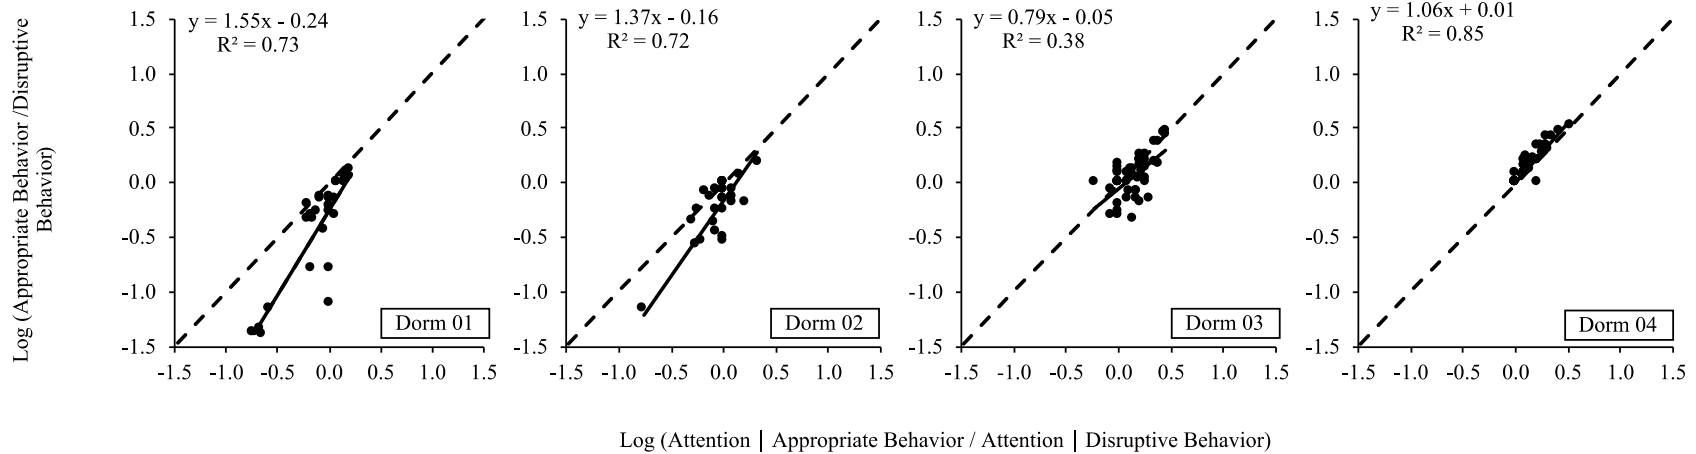 Log (Appropriate Behavior /Disruptive
Behavior)
y = 1.55x - 0.24
R² = 0.73
1.5
1.0
0.5
0.0
-0.5
-1.0
-1.5
-1.5 -1.0 -0.5 0.0 0.5 1.0 1.5
Dorm 01
y = 1.37x - 0.16
R² = 0.72
1.5
1.0
0.5
0.0
-0.5
-1.0
-1.5
-1.5 -1.0 -0.5 0.0 0.5 1.0 1.5
Dorm 02
y = 0.79x - 0.05
R² = 0.38
1.5
1.0
0.5
0.0
-0.5
-1.0
-1.5
-1.5 -1.0 -0.5 0.0 0.5 1.0 1.5
Dorm 03
y = 1.06x + 0.01
R² = 0.85
1.5
1.0
0.5
0.0
-0.5
-1.0
-1.5
-1.5 -1.0 -0.5 0.0 0.5 1.0 1.5
Dorm 04
Log (Attention | Appropriate Behavior / Attention | Disruptive Behavior)